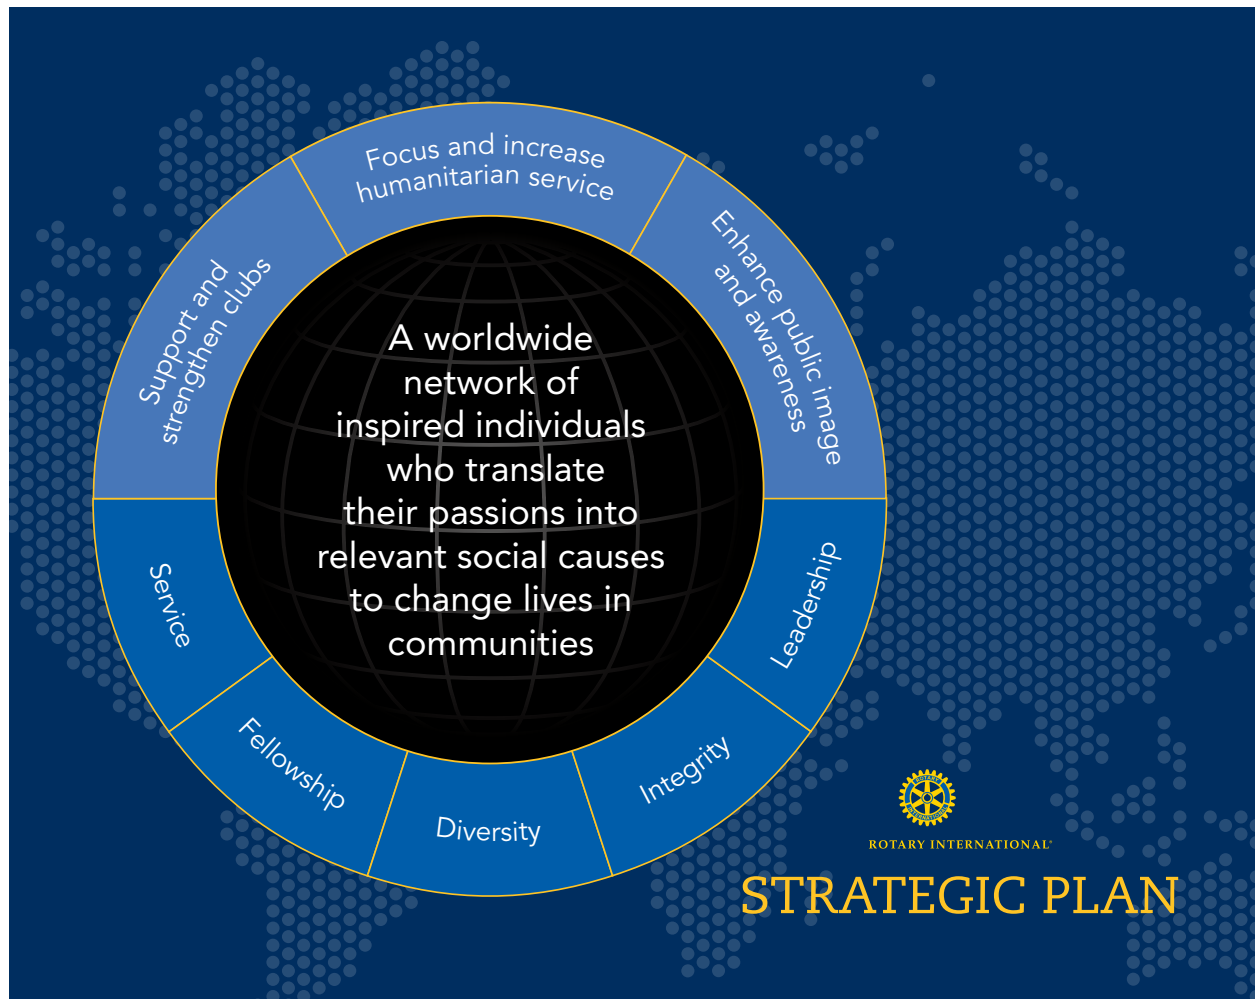 Focus and increase
humanitarian service
Support and
strengthen clubs
Enhance public image
and awareness
A worldwide
network of
inspired individuals
who translate
their passions into
relevant social causes
to change lives in
communities
Service
Fellowship
Diversity
Integrity
Leadership
ROTARY
INTERNATIONAL
ROTARY INTERNATIONAL®
STRATEGIC PLAN